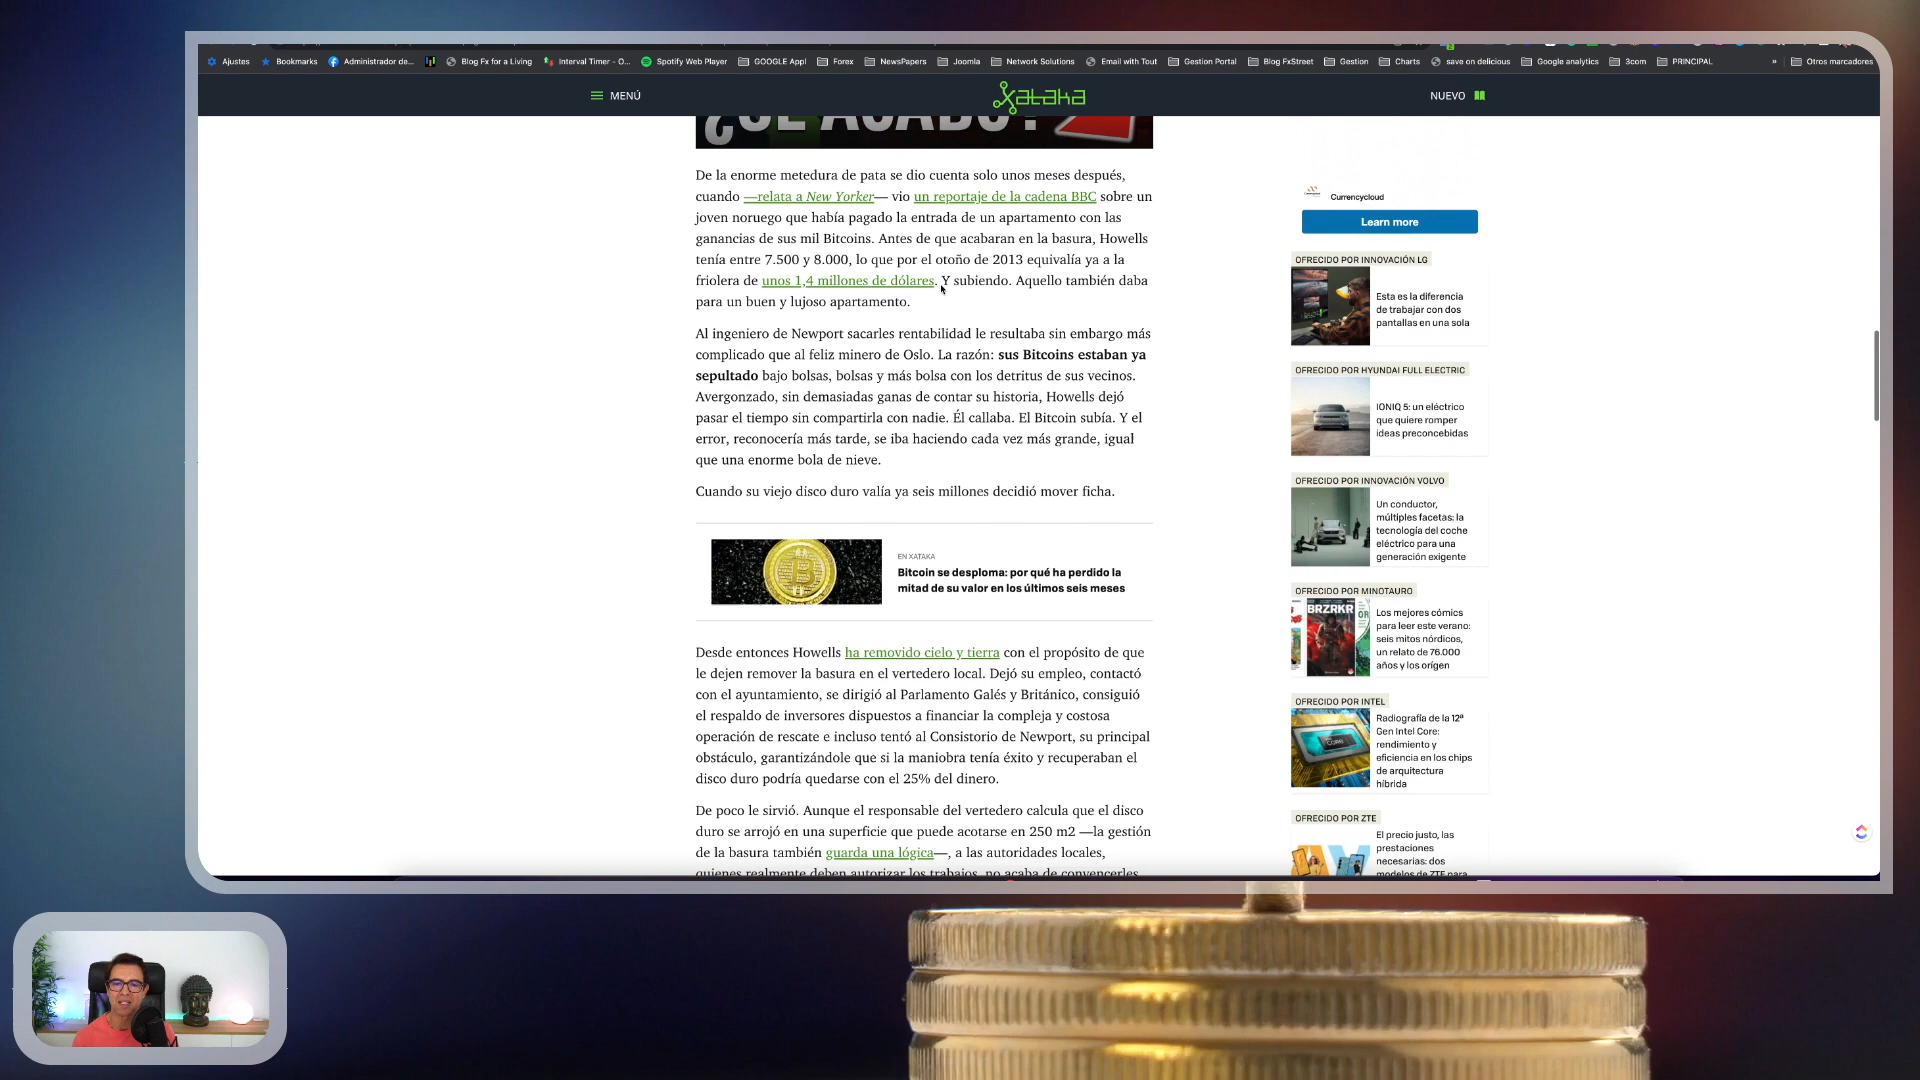 Ajustes
Bookmarks
Administrador de...
Blog Fx for a Living
Interval Timer - O...
Spotify Web Player
GOOGLE Appl
Forex
NewsPapers
Joomla
Network Solutions
Email with Tout
Gestion Portal
Blog FxStreet
Gestion
Charts
save on delicious
Google analytics
3com
PRINCIPAL
»
Otros marcadores
MENÚ
xataka
NUEVO
¿SE ACABÓ?
De la enorme metedura de pata se dio cuenta solo unos meses después,
cuando —relata a New Yorker— vio un reportaje de la cadena BBC sobre un
joven noruego que había pagado la entrada de un apartamento con las
ganancias de sus mil Bitcoins. Antes de que acabaran en la basura, Howells
tenía entre 7.500 y 8.000, lo que por el otoño de 2013 equivalía ya a la
friolera de unos 1,4 millones de dólares. Y subiendo. Aquello también daba
para un buen y lujoso apartamento.
Al ingeniero de Newport sacarles rentabilidad le resultaba sin embargo más
complicado que al feliz minero de Oslo. La razón: sus Bitcoins estaban ya
sepultado bajo bolsas, bolsas y más bolsa con los detritus de sus vecinos.
Avergonzado, sin demasiadas ganas de contar su historia, Howells dejó
pasar el tiempo sin compartirla con nadie. Él callaba. El Bitcoin subía. Y el
error, reconocería más tarde, se iba haciendo cada vez más grande, igual
que una enorme bola de nieve.
Cuando su viejo disco duro valía ya seis millones decidió mover ficha.
EN XATAKA
Bitcoin se desploma: por qué ha perdido la
mitad de su valor en los últimos seis meses
Desde entonces Howells ha removido cielo y tierra con el propósito de que
le dejen remover la basura en el vertedero local. Dejó su empleo, contactó
con el ayuntamiento, se dirigió al Parlamento Galés y Británico, consiguió
el respaldo de inversores dispuestos a financiar la compleja y costosa
operación de rescate e incluso tentó al Consistorio de Newport, su principal
obstáculo, garantizándole que si la maniobra tenía éxito y recuperaban el
disco duro podría quedarse con el 25% del dinero.
De poco le sirvió. Aunque el responsable del vertedero calcula que el disco
duro se arrojó en una superficie que puede acotarse en 250 m2 —la gestión
de la basura también guarda una lógica—, a las autoridades locales,
quienes realmente deben autorizar los trabajos, no acaba de convencerles
Currencycloud
Learn more
OFRECIDO POR INNOVACIÓN LG
Esta es la diferencia
de trabajar con dos
pantallas en una sola
OFRECIDO POR HYUNDAI FULL ELECTRIC
IONIQ 5: un eléctrico
que quiere romper
ideas preconcebidas
OFRECIDO POR INNOVACIÓN VOLVO
Un conductor,
múltiples facetas: la
tecnología del coche
eléctrico para una
generación exigente
OFRECIDO POR MINOTAURO
BRZRKR
Los mejores cómics
para leer este verano:
seis mitos nórdicos,
un relato de 76.000
años y los origen
OFRECIDO POR INTEL
Radiografía de la 12ª
Gen Intel Core:
rendimiento y
eficiencia en los chips
de arquitectura
híbrida
OFRECIDO POR ZTE
El precio justo, las
prestaciones
necesarias: dos
modelos de ZTE para